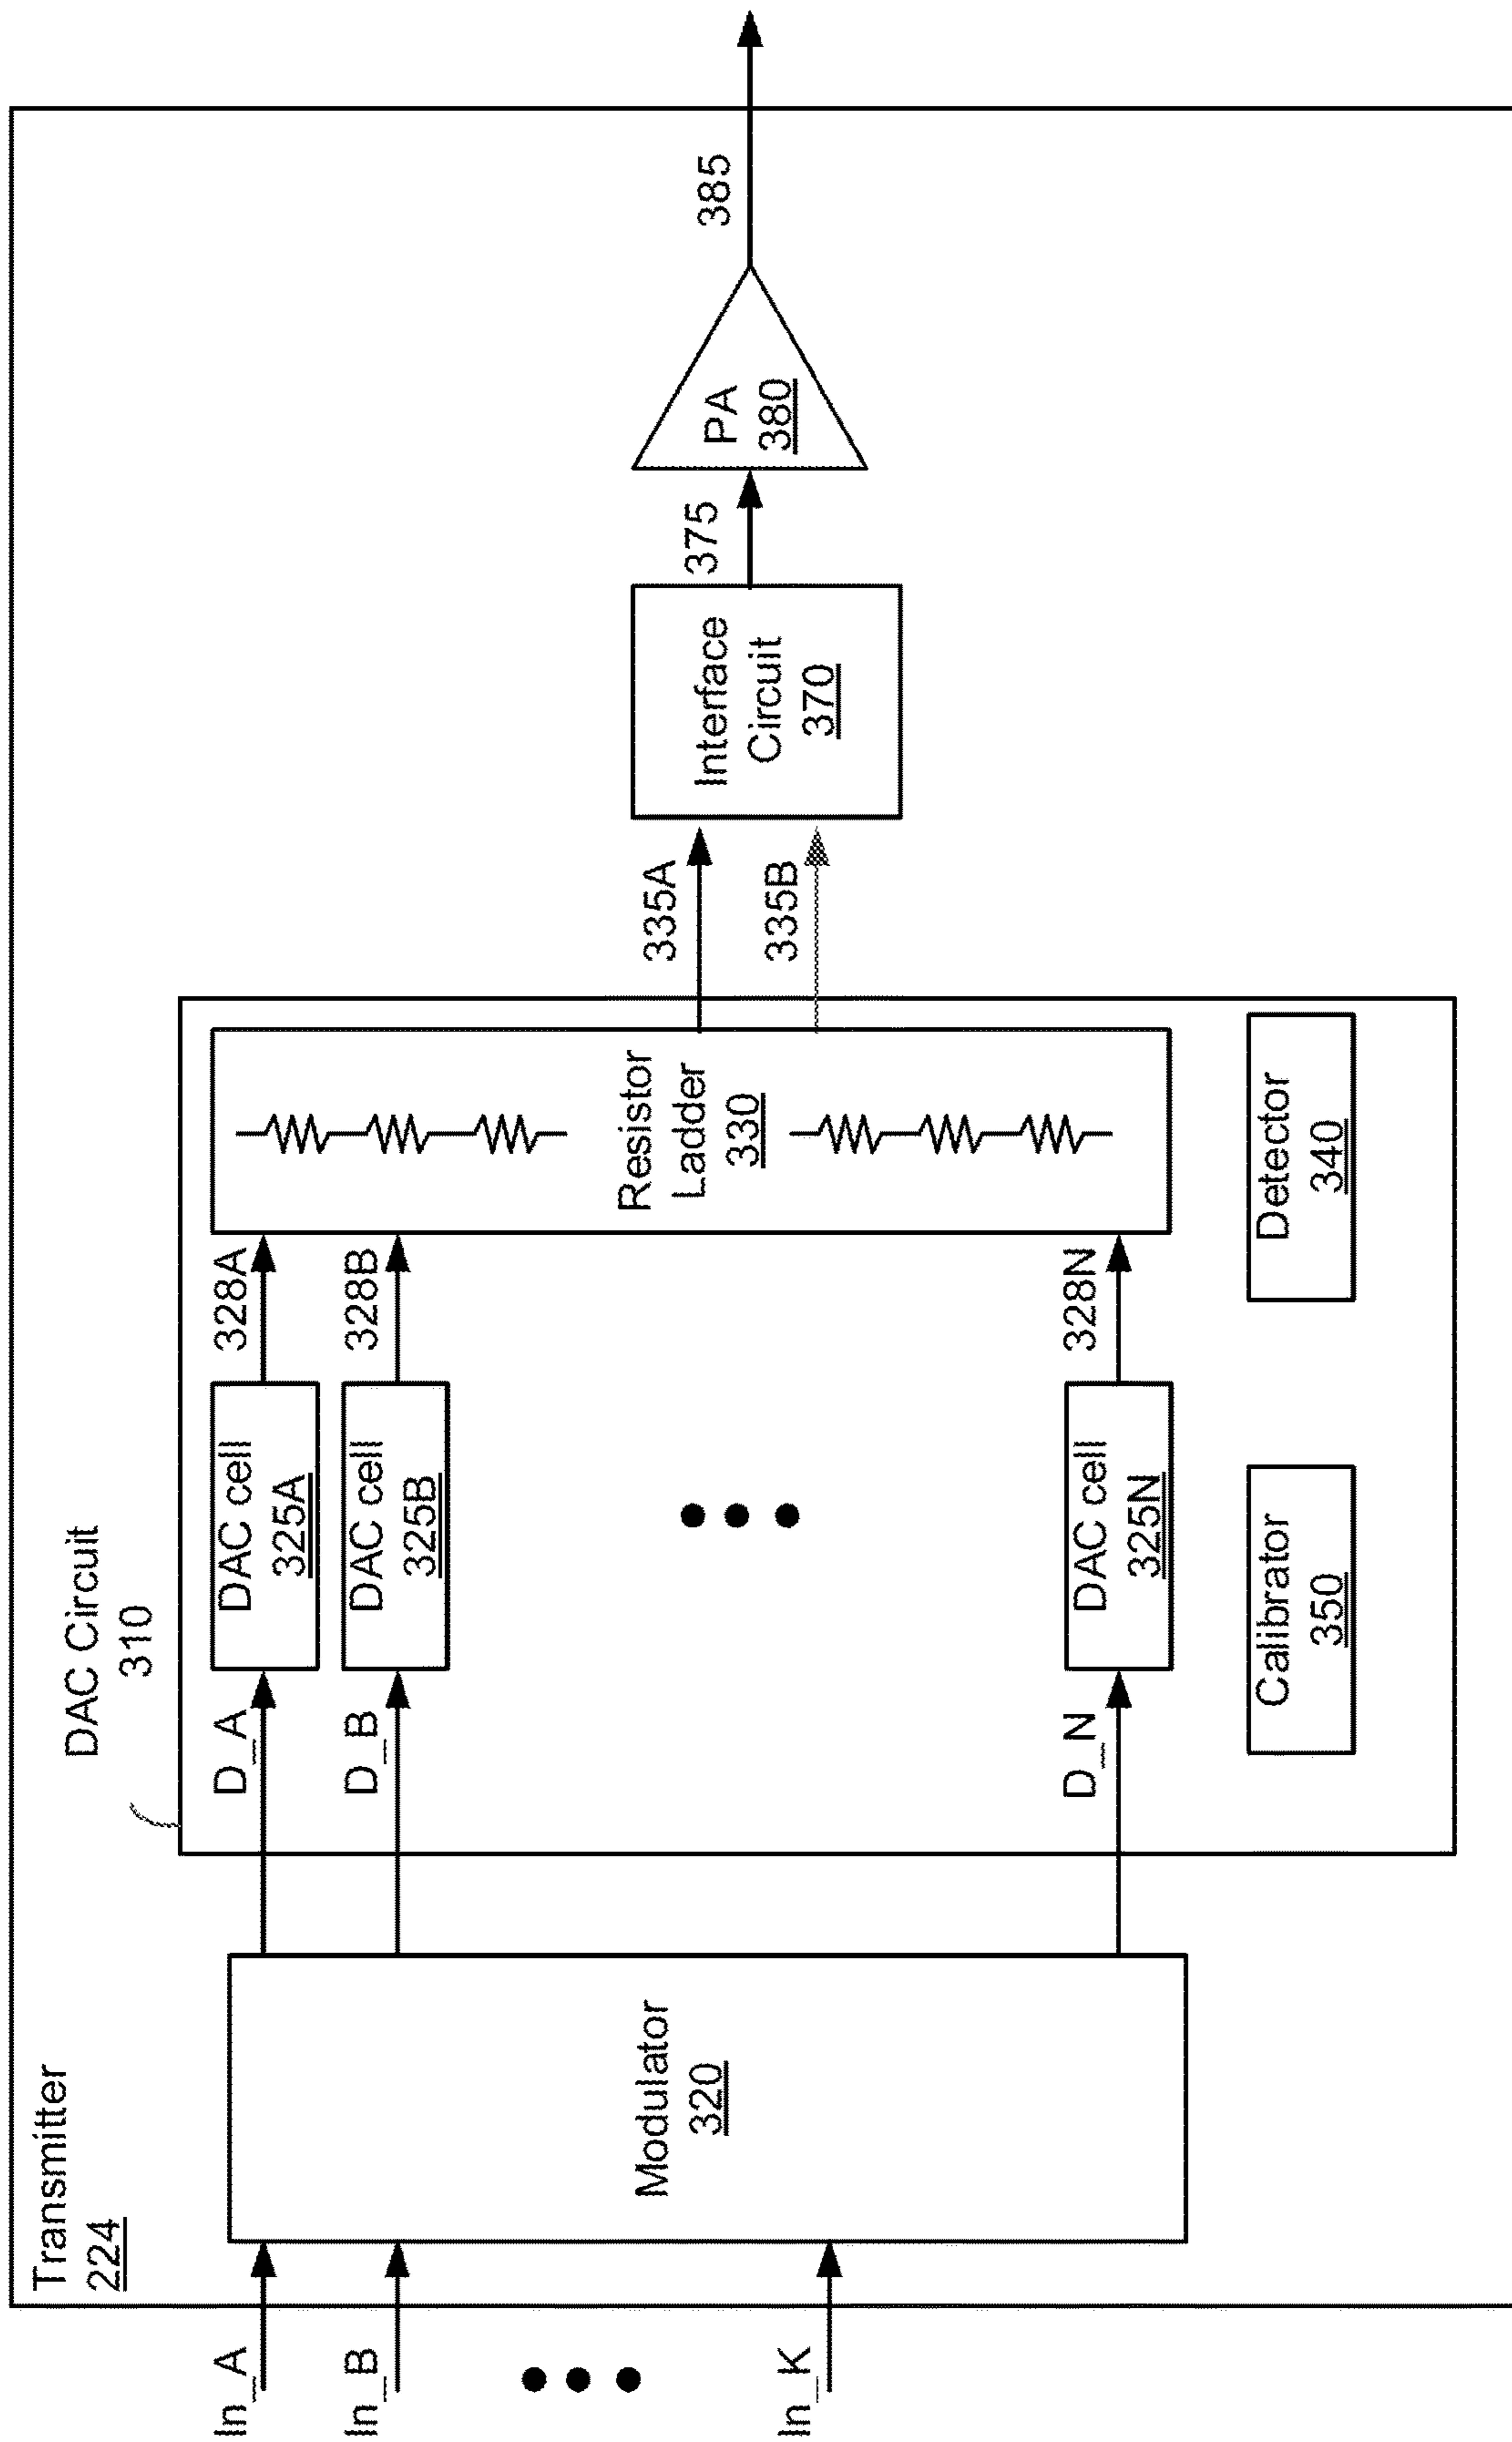 Transmitter
224
In_A
In_B
In_K
Modulator
320
DAC Circuit
310
D_A
D_B
D_N
DAC cell
325A
DAC cell
325B
DAC cell
325N
328A
328B
328N
Resistor
Ladder
330
Calibrator
350
Detector
340
335A
335B
Interface
Circuit
370
375
PA
380
385